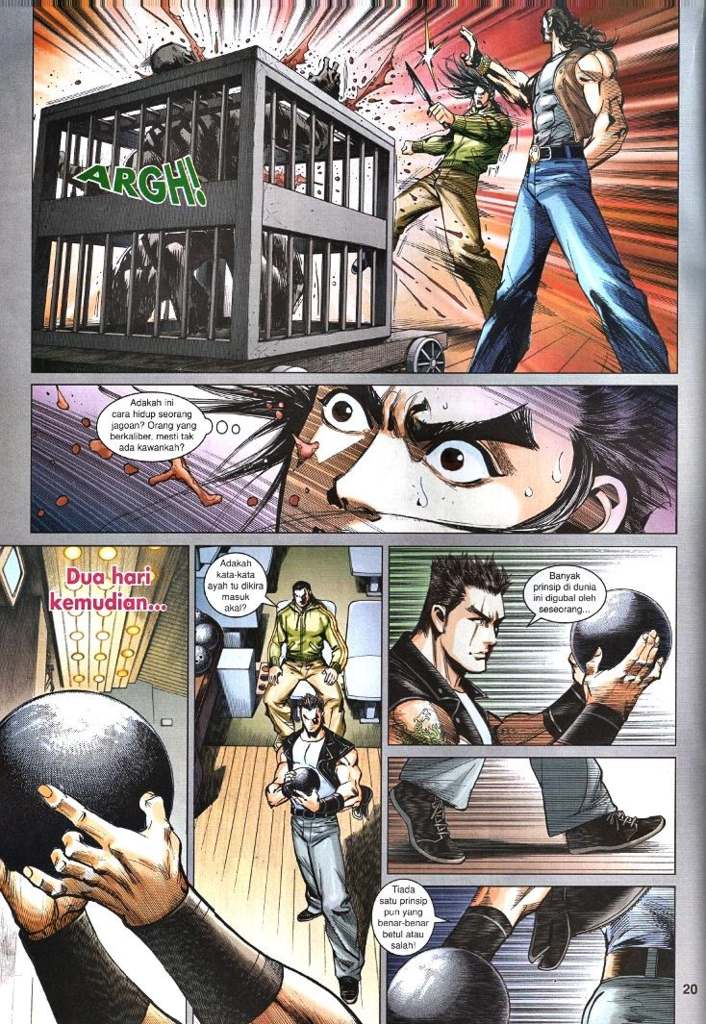 ARGH!
Adakah ini
cara hidup seorang
jagoan? Orang yang
berkaliber, mesti tak
ada kawankah?
Dua hari
kemudian...
Adakah
kata-kata
ayah tu dikira
masuk
akal?
Banyak
prinsip di dunia
ini digubal oleh
seseorang...
Tiada
satu prinsip
pun yang
benar-benar
betul atau
salah!
20